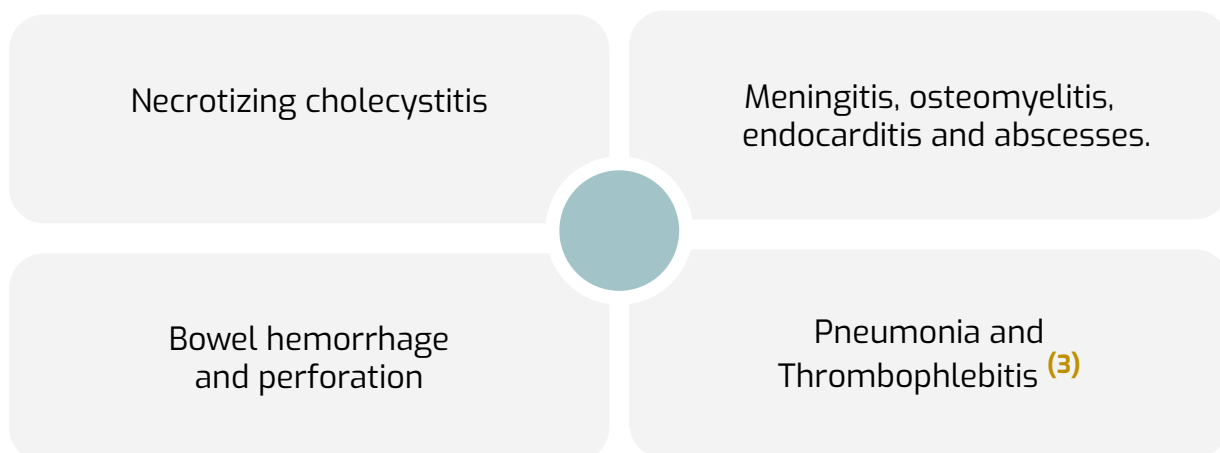 Necrotizing cholecystitis
Meningitis, osteomyelitis,
endocarditis and abscesses.
Bowel hemorrhage
and perforation
Pneumonia and
Thrombophlebitis (3)